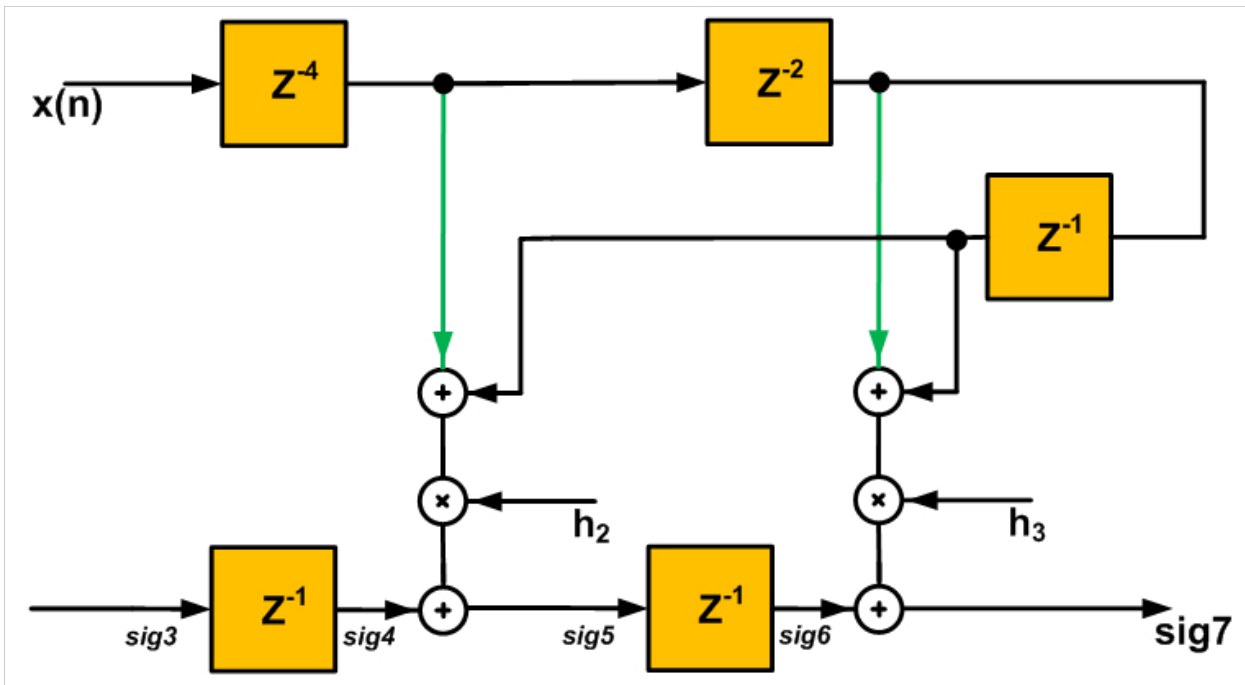 Z⁻⁴
Z⁻²
x(n)
Z⁻¹
+
+
×
×
h₂
h₃
Z⁻¹
+
Z⁻¹
+
sig3
sig4
sig5
sig6
sig7